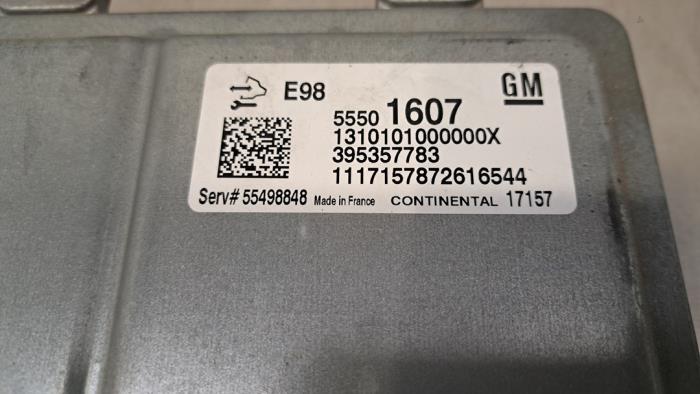 E98
GM
5550 1607
1310101000000X
395357783
1117157872616544
Serv# 55498848 Made in France CONTINENTAL 17157